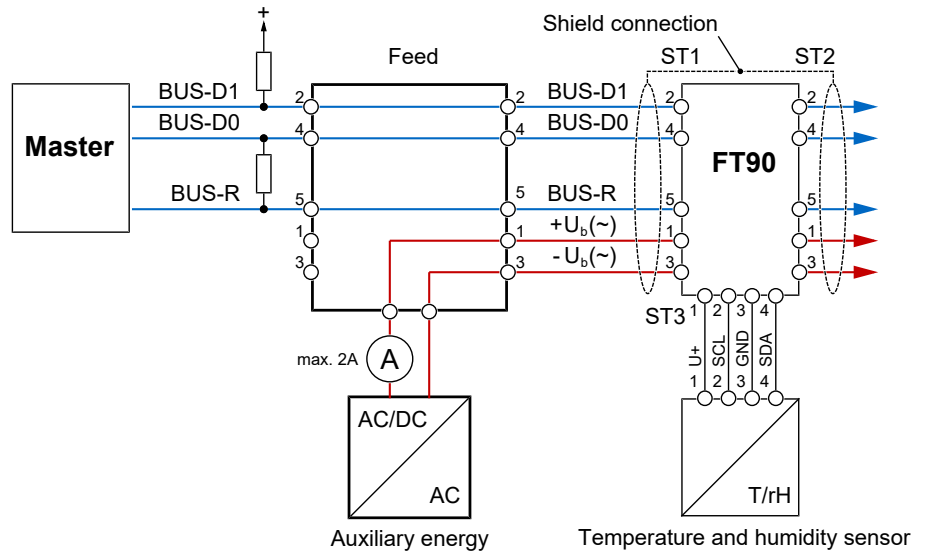 Shield connection
+
Feed
ST1
ST2
BUS-D1
2
2
BUS-D1
2
2
Master
BUS-D0
4
4
BUS-D0
4
4
FT90
BUS-R
5
5
BUS-R
5
5
1
1
+Ub(~)
1
1
3
3
-Ub(~)
3
3
ST3
1
2
3
4
U+
SCL
GND
SDA
1
2
3
4
max. 2A
A
AC/DC
AC
T/rH
Auxiliary energy
Temperature and humidity sensor